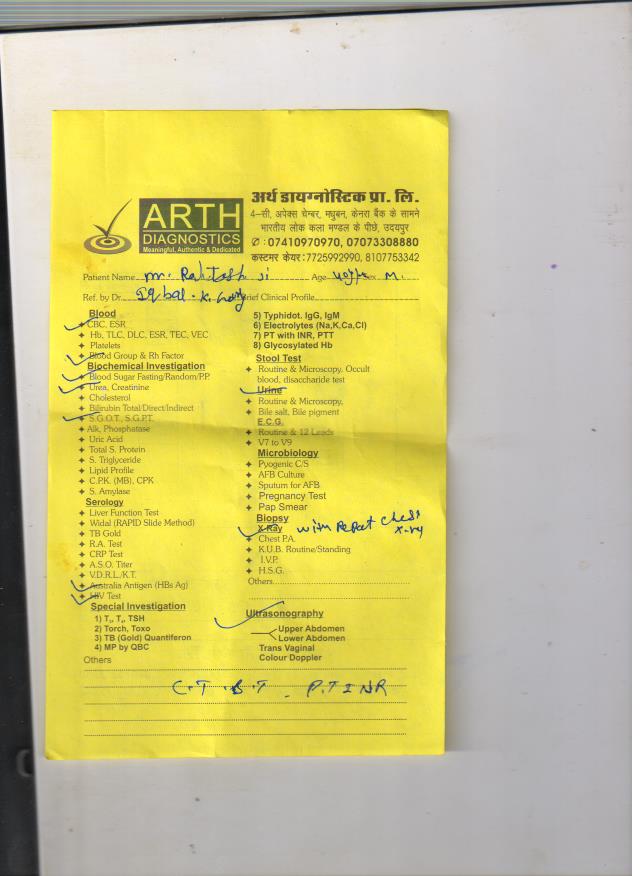 अर्थ डायग्नोस्टिक प्रा. लि.
ARTH
DIAGNOSTICS
Meaningful, Authentic & Dedicated
4-सी, अपेक्स चेम्बर, मधुबन, केनरा बैंक के सामने
भारतीय लोक कला मण्डल के पीछे, उदयपुर
✆ : 07410970970, 07073308880
कस्टमर केयर : 7725992990, 8107753342
Patient Name Mr. ji Age Sex M.
Ref. by Dr. Iqbal . K. Brief Clinical Profile
Blood
CBC, ESR
Hb, TLC, DLC, ESR, TEC, VEC
Platelets
Blood Group & Rh Factor
Biochemical Investigation
Blood Sugar Fasting/Random/P.P.
Urea, Creatinine
Cholesterol
Bilirubin Total/Direct/Indirect
S.G.O.T., S.G.P.T.
Alk, Phosphatase
Uric Acid
Total S. Protein
S. Triglyceride
Lipid Profile
C.P.K. (MB), CPK
S. Amylase
Serology
Liver Function Test
Widal (RAPID Slide Method)
TB Gold
R.A. Test
CRP Test
A.S.O. Titer
V.D.R.L./K.T.
Australia Antigen (HBs Ag)
HIV Test
Special Investigation
1) T₃, T₄, TSH
2) Torch, Toxo
3) TB (Gold) Quantiferon
4) MP by QBC
Others
5) Typhidot. IgG, IgM
6) Electrolytes (Na,K,Ca,Cl)
7) PT with INR, PTT
8) Glycosylated Hb
Stool Test
Routine & Microscopy. Occult
blood, disaccharide test
Urine
Routine & Microscopy,
Bile salt, Bile pigment
E.C.G.
Routine & 12 Leads
V7 to V9
Microbiology
Pyogenic C/S
AFB Culture
Sputum for AFB
Pregnancy Test
Pap Smear
Biopsy
X-Ray with Repeat chest
X-ray
Chest P.A.
K.U.B. Routine/Standing
I.V.P.
H.S.G.
Others
Ultrasonography
Upper Abdomen
Lower Abdomen
Trans Vaginal
Colour Doppler
C.T. B.T - P.T INR